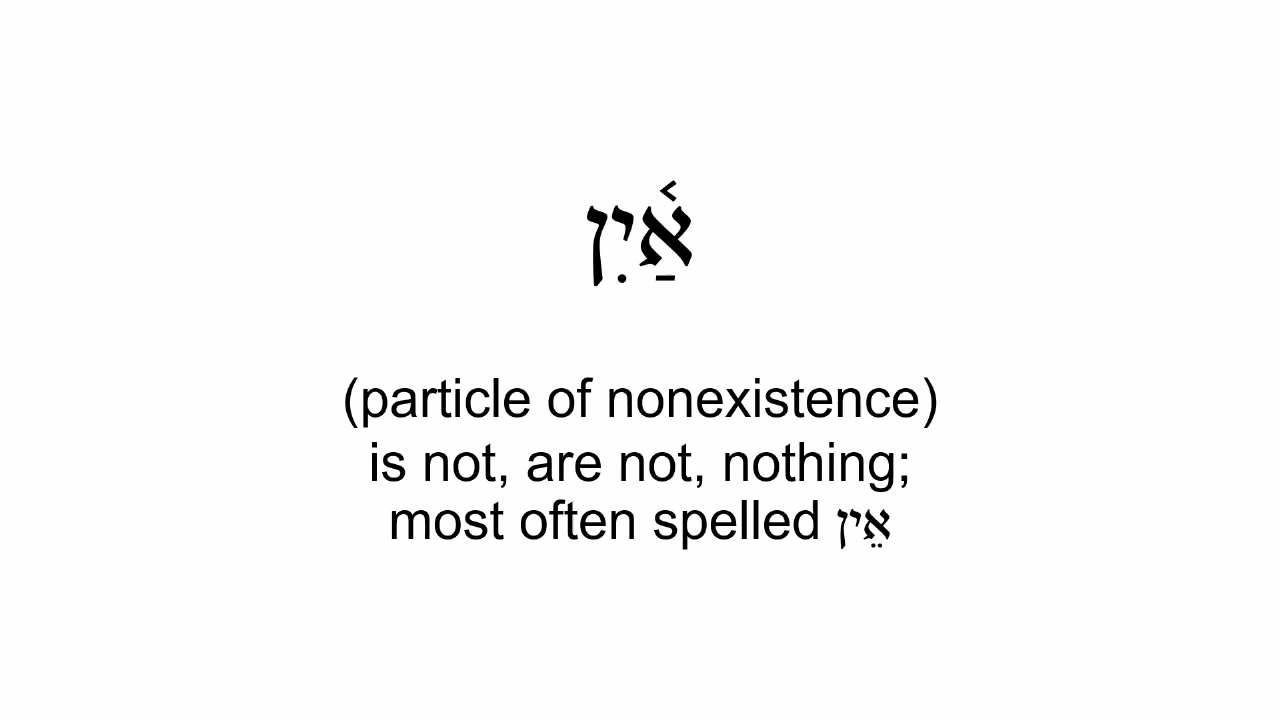 אַ֫יִן
(particle of nonexistence)
is not, are not, nothing;
most often spelled אֵין